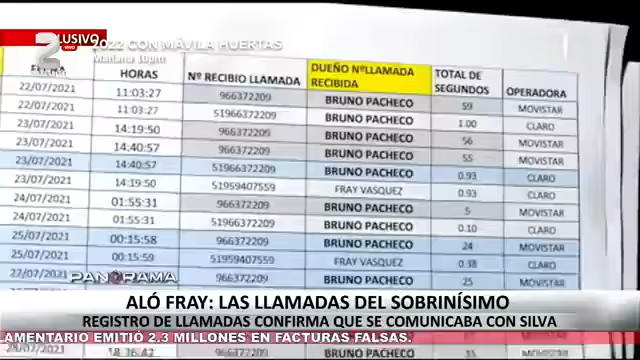 EXCLUSIVO
2
VIVO
2022 CON MÁVILA HUERTAS
Mañana 10pm
FECHA HORAS Nº RECIBIO LLAMADA DUEÑO NºLLAMADA RECIBIDA TOTAL DE SEGUNDOS OPERADORA
22/07/2021 11:03:27 966372209 BRUNO PACHECO 59 MOVISTAR
22/07/2021 11:03:27 51966372209 BRUNO PACHECO 1.00 CLARO
23/07/2021 14:19:50 966372209 BRUNO PACHECO 56 MOVISTAR
23/07/2021 14:40:57 966372209 BRUNO PACHECO 55 MOVISTAR
23/07/2021 14:40:57 51966372209 BRUNO PACHECO 0.93 CLARO
23/07/2021 14:19:50 51959407559 FRAY VASQUEZ 0.93 CLARO
24/07/2021 01:55:31 966372209 BRUNO PACHECO 5 MOVISTAR
24/07/2021 01:55:31 51966372209 BRUNO PACHECO 0.10 CLARO
25/07/2021 00:15:58 966372209 BRUNO PACHECO 24 MOVISTAR
25/07/2021 00:15:59 51959407559 FRAY VASQUEZ 0.38 CLARO
966372209 BRUNO PACHECO 25 MOVISTAR
PANORAMA
ALÓ FRAY: LAS LLAMADAS DEL SOBRINÍSIMO
REGISTRO DE LLAMADAS CONFIRMA QUE SE COMUNICABA CON SILVA
AMENTARIO EMITIÓ 2.3 MILLONES EN FACTURAS FALSAS.